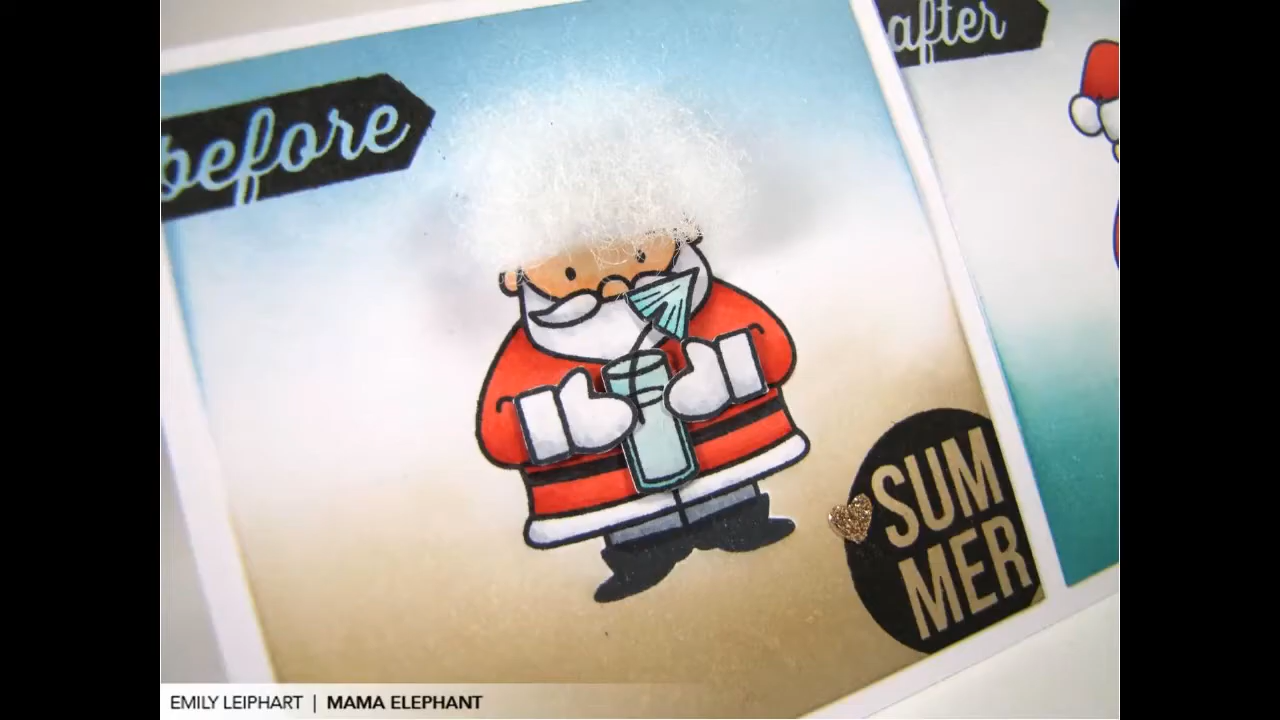 before
after
SUM
MER
EMILY LEIPHART | MAMA ELEPHANT